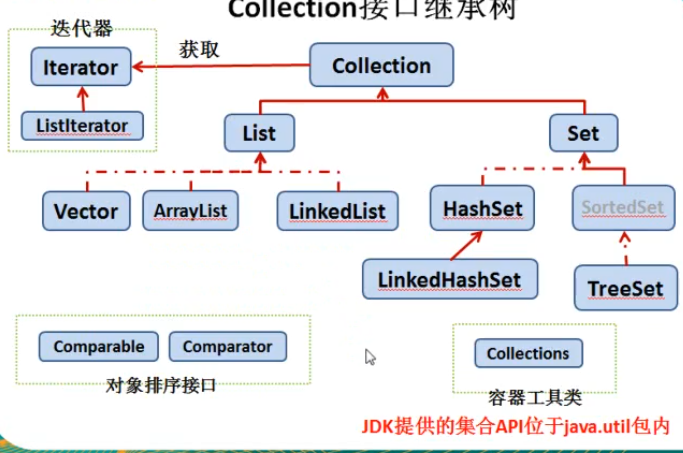 Collection接口继承树
迭代器
Iterator
获取
Collection
ListIterator
List
Set
Vector
ArrayList
LinkedList
HashSet
SortedSet
LinkedHashSet
TreeSet
Comparable
Comparator
对象排序接口
Collections
容器工具类
JDK提供的集合API位于java.util包内